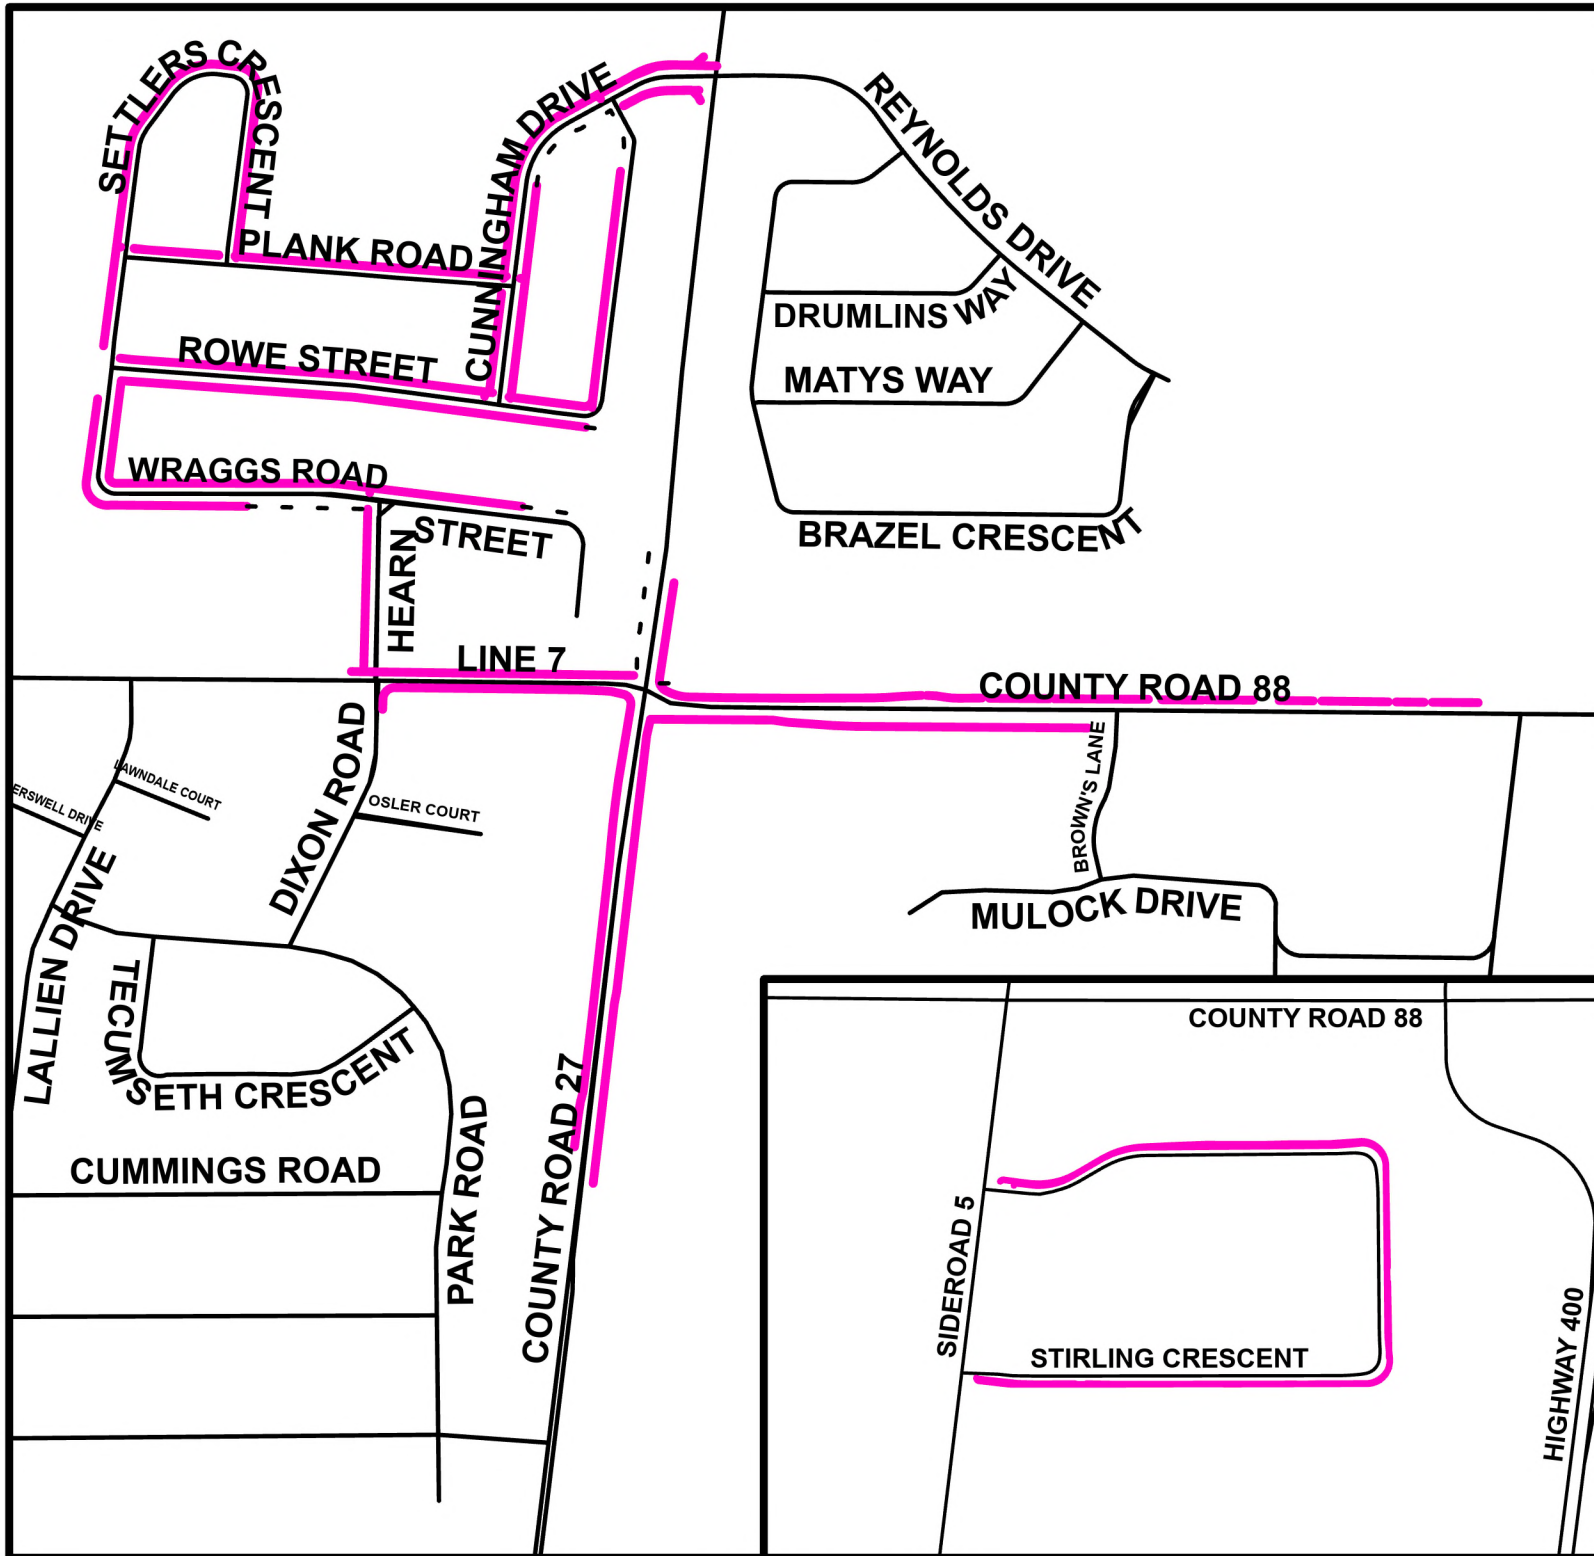 SETTLERS CRESCENT
CUNNINGHAM DRIVE
REYNOLDS DRIVE
PLANK ROAD
DRUMLINS WAY
ROWE STREET
MATYS WAY
WRAGGS ROAD
STREET
HEARN
BRAZEL CRESCENT
LINE 7
COUNTY ROAD 88
DIXON ROAD
LAWNDALE COURT
ERSWELL DRIVE
OSLER COURT
BROWN'S LANE
LALLIEN DRIVE
MULOCK DRIVE
TECUMSETH CRESCENT
COUNTY ROAD 88
CUMMINGS ROAD
PARK ROAD
COUNTY ROAD 27
SIDEROAD 5
STIRLING CRESCENT
HIGHWAY 400